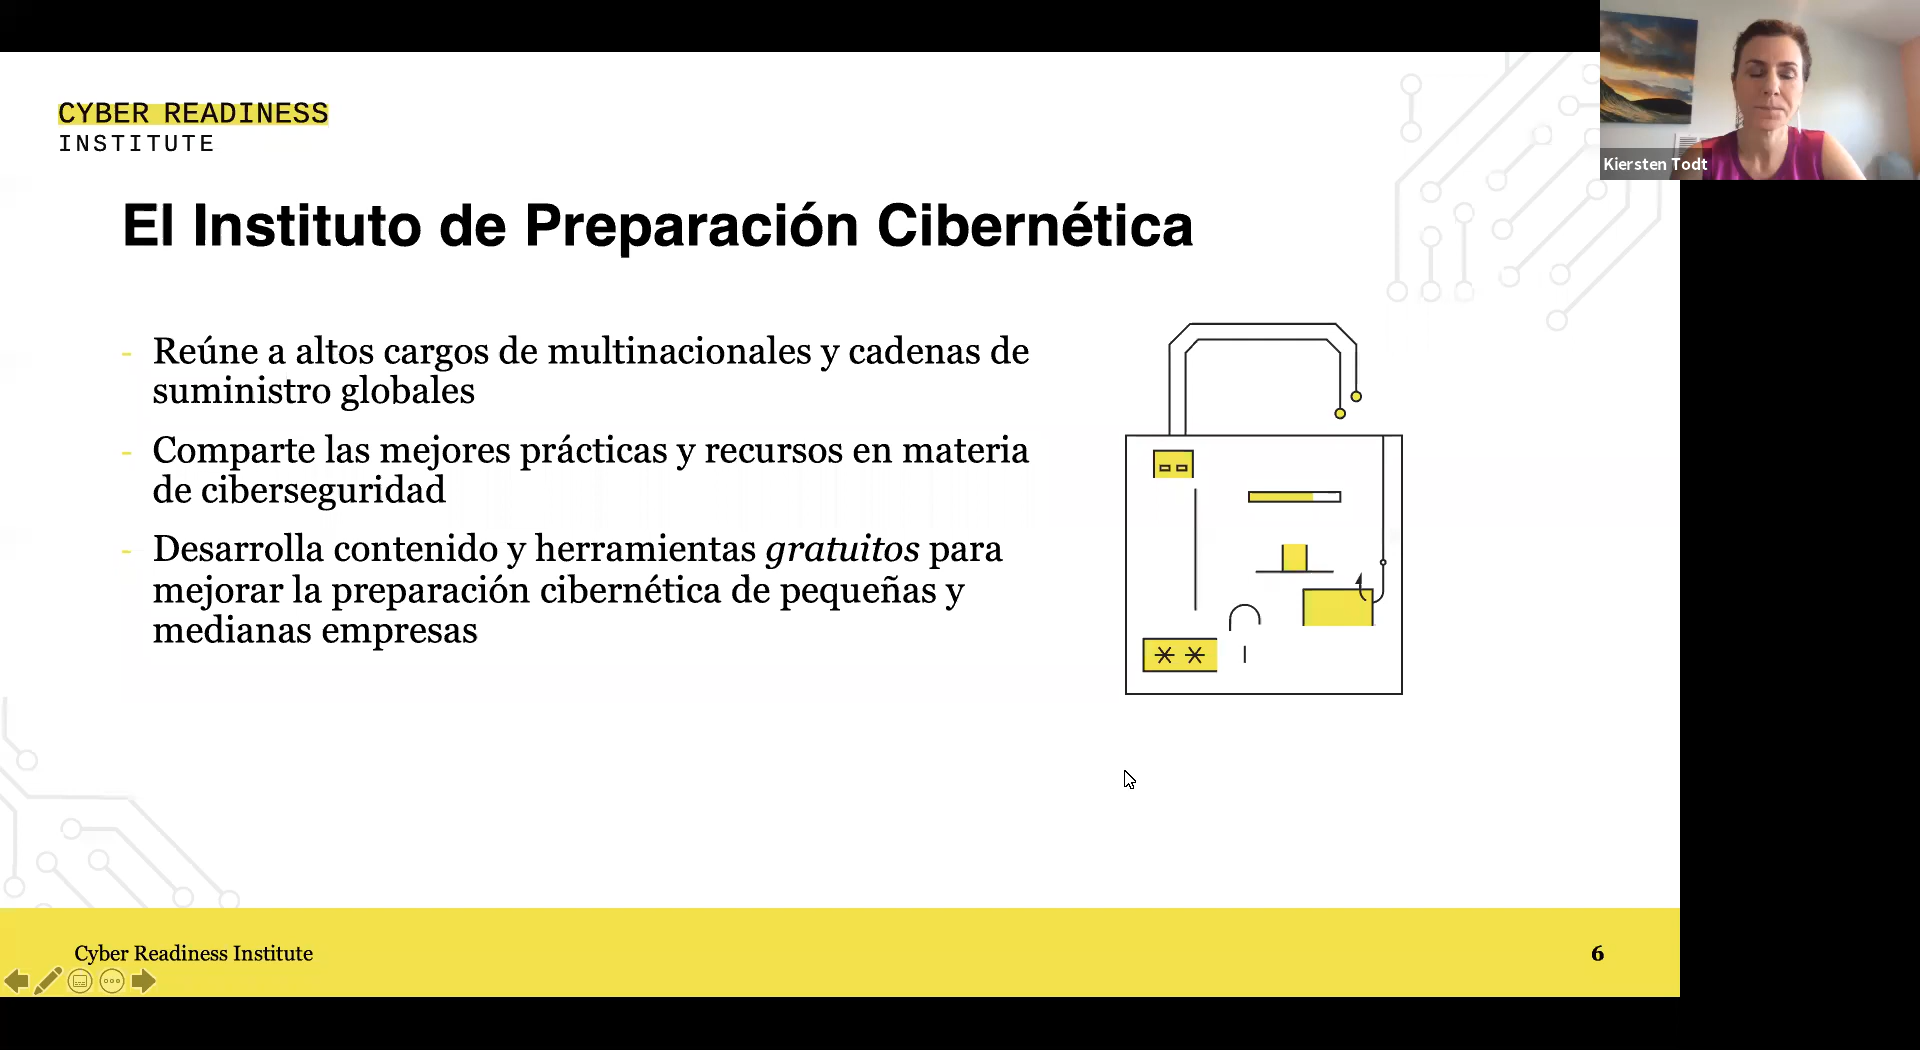 CYBER READINESS
INSTITUTE
Kiersten Todt
El Instituto de Preparación Cibernética
- Reúne a altos cargos de multinacionales y cadenas de
suministro globales
- Comparte las mejores prácticas y recursos en materia
de ciberseguridad
- Desarrolla contenido y herramientas gratuitos para
mejorar la preparación cibernética de pequeñas y
medianas empresas
Cyber Readiness Institute
6